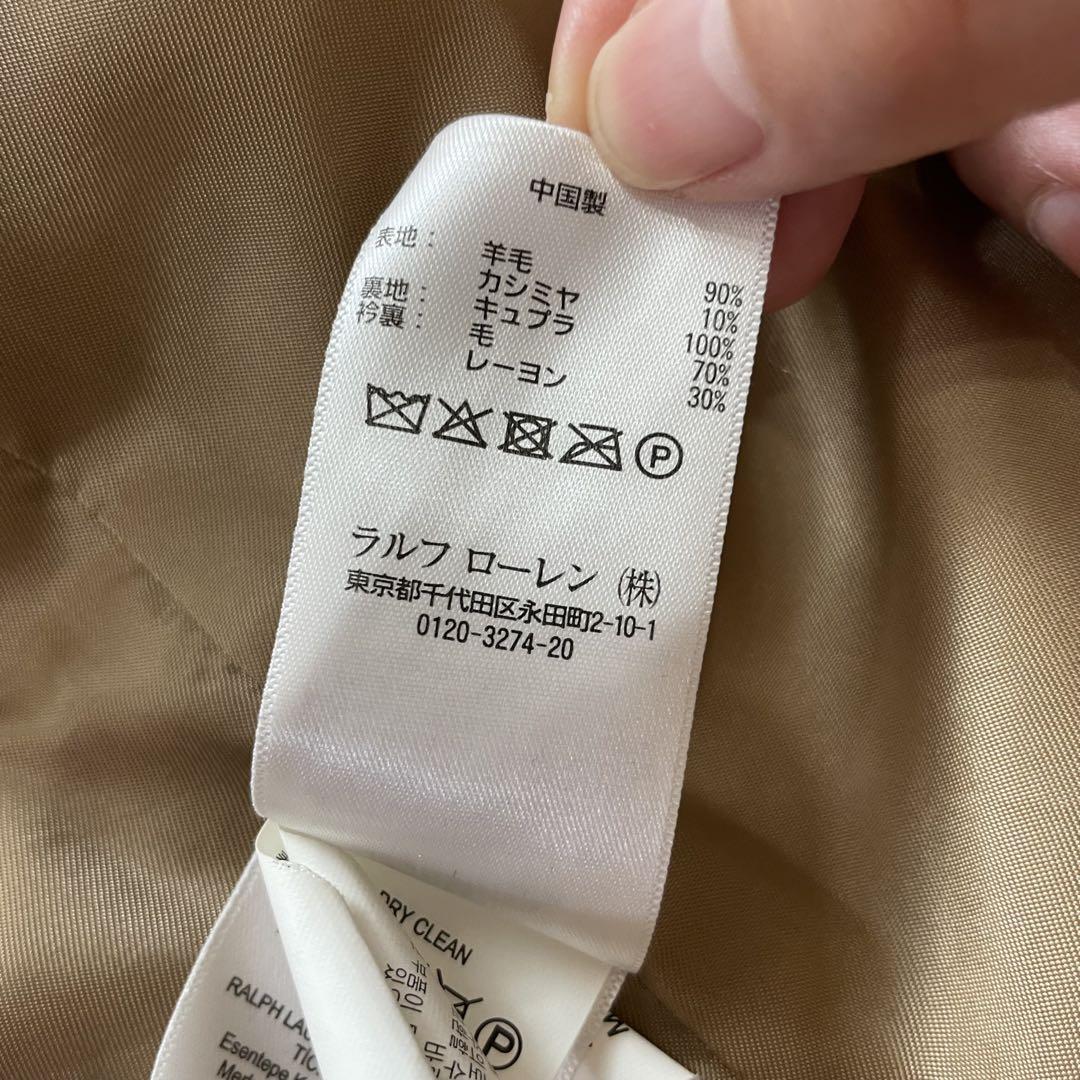 中国製
表地: 羊毛 90%
カシミヤ 10%
裏地: キュプラ 100%
衿裏: 毛 70%
レーヨン 30%
P
ラルフ ローレン (株)
東京都千代田区永田町2-10-1
0120-3274-20
DRY CLEAN
P
RALPH LAU
TIC
Esentepe K